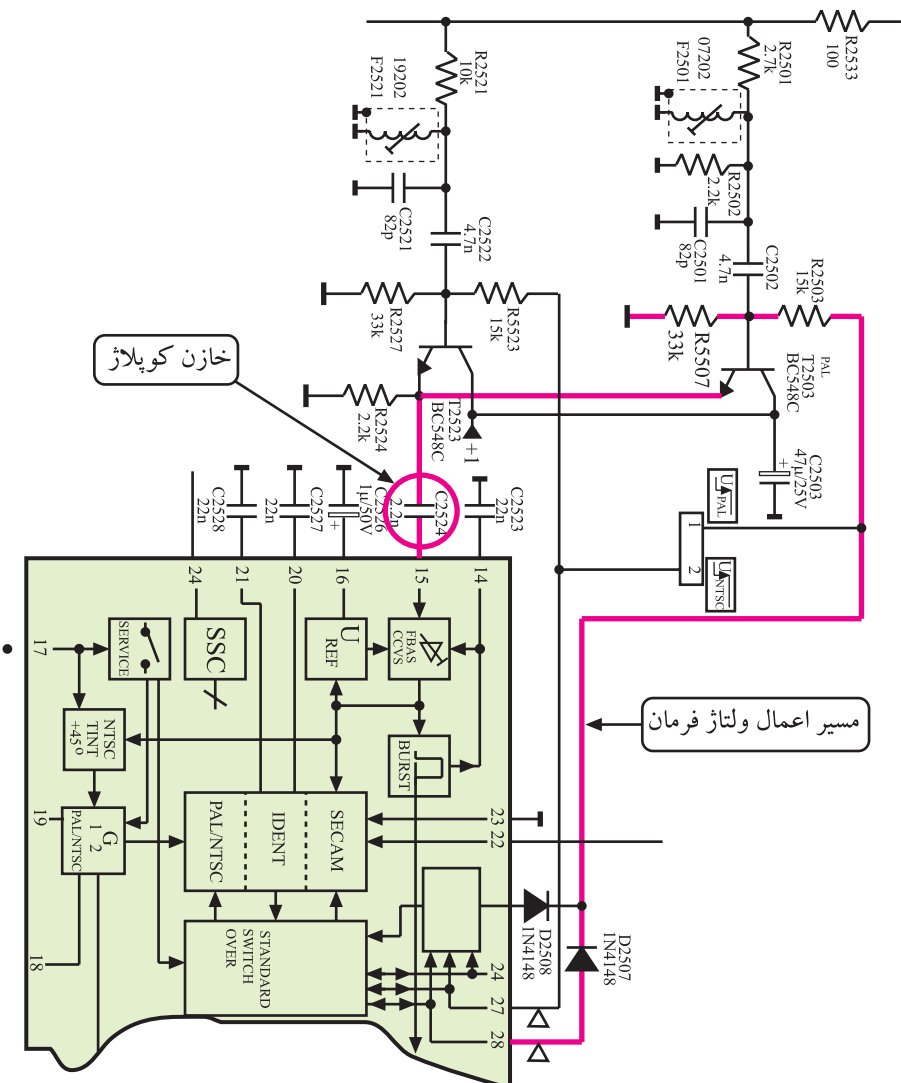 R2533
100
R2501
2.7k
07202
F2501
R2502
2.2k
C2501
82p
C2502
4.7n
R2503
15k
R5507
33k
PAL
T2503
BC548C
C2503
47µ/25V
+
R2521
10k
19202
F2521
C2521
82p
C2522
4.7n
R5523
15k
R2527
33k
T2523
BC548C
R2524
2.2k
+1
خازن کوپلاژ
U PAL
U NTSC
1
2
C2523
22n
C2524
2.2n
C2526
1µ/50V
+
C2527
22n
C2528
22n
مسیر اعمال ولتاژ فرمان
14
15
16
20
21
24
17
SERVICE
SSC
U
REF
FBAS
CCVS
BURST
NTSC
TINT
+45°
19
G
1 2
PAL/NTSC
18
PAL/NTSC
IDENT
SECAM
STANDARD
SWITCH
OVER
23
22
24
27
28
D2508
1N4148
D2507
1N4148